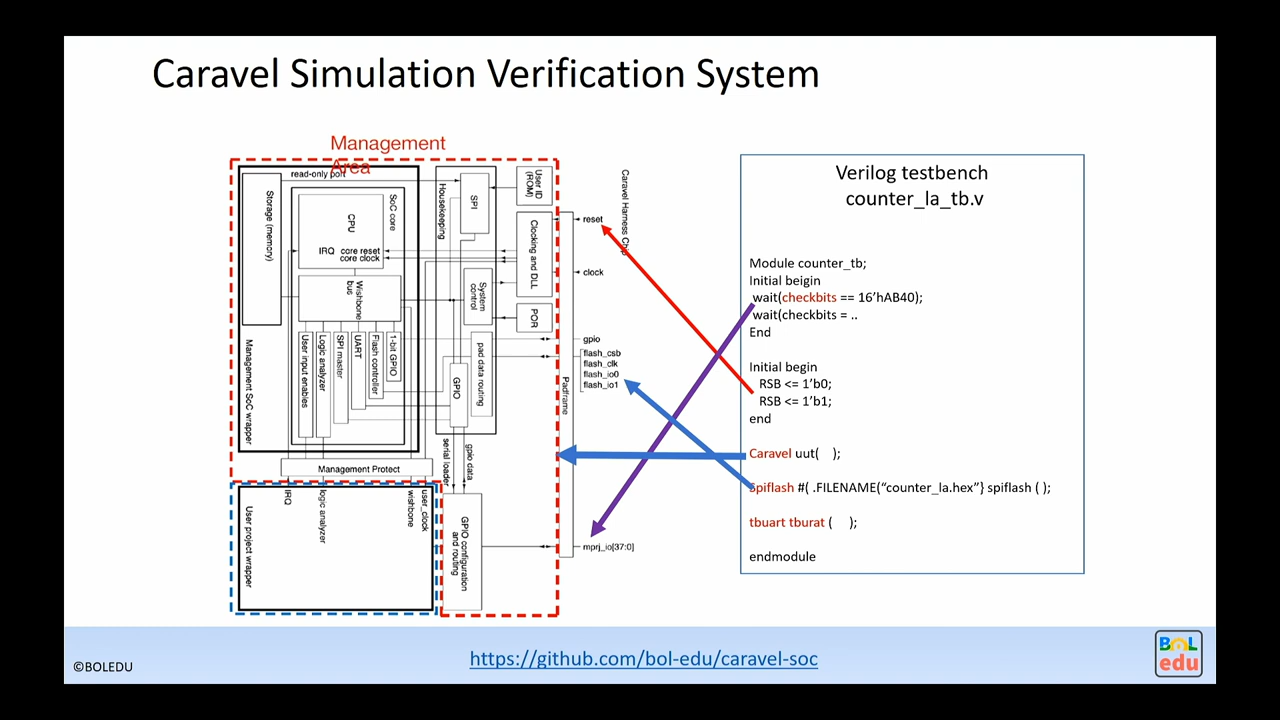 Caravel Simulation Verification System
Management
Area
read-only port
Storage (memory)
CPU
SoC core
IRQ
core reset
core clock
Wishbone
bus
User input enables
Logic analyzer
SPI master
UART
Flash controller
1-bit GPIO
Management SoC wrapper
Housekeeping
SPI
User ID
(ROM)
Clocking and DLL
System
control
POR
pad data routing
GPIO
Padframe
Caravel Harness Chip
reset
clock
gpio
flash_csb
flash_clk
flash_io0
flash_io1
Management Protect
serial loader
gpio data
IRQ
logic analyzer
wishbone
user_clock
User project wrapper
GPIO configuration
and routing
mprj_io[37:0]
Verilog testbench
counter_la_tb.v
Module counter_tb;
Initial beigin
wait(checkbits == 16’hAB40);
wait(checkbits = ..
End
Initial begin
RSB <= 1’b0;
RSB <= 1’b1;
end
Caravel uut( );
Spiflash #( .FILENAME(“counter_la.hex”} spiflash ( );
tbuart tburat ( );
endmodule
©BOLEDU
https://github.com/bol-edu/caravel-soc
BOL
edu